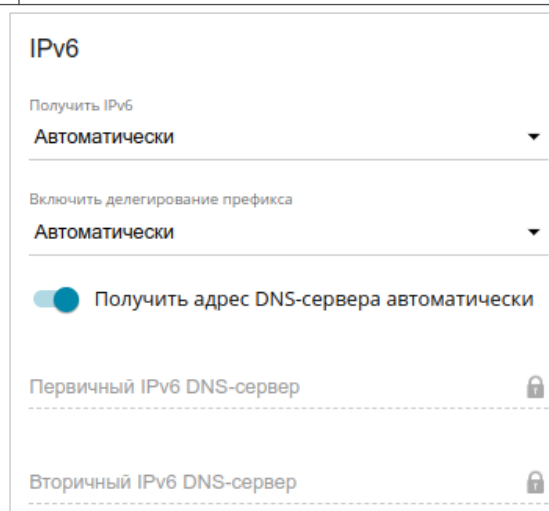 IPv6
Получить IPv6
Автоматически
Включить делегирование префикса
Автоматически
Получить адрес DNS-сервера автоматически
Первичный IPv6 DNS-сервер
Вторичный IPv6 DNS-сервер